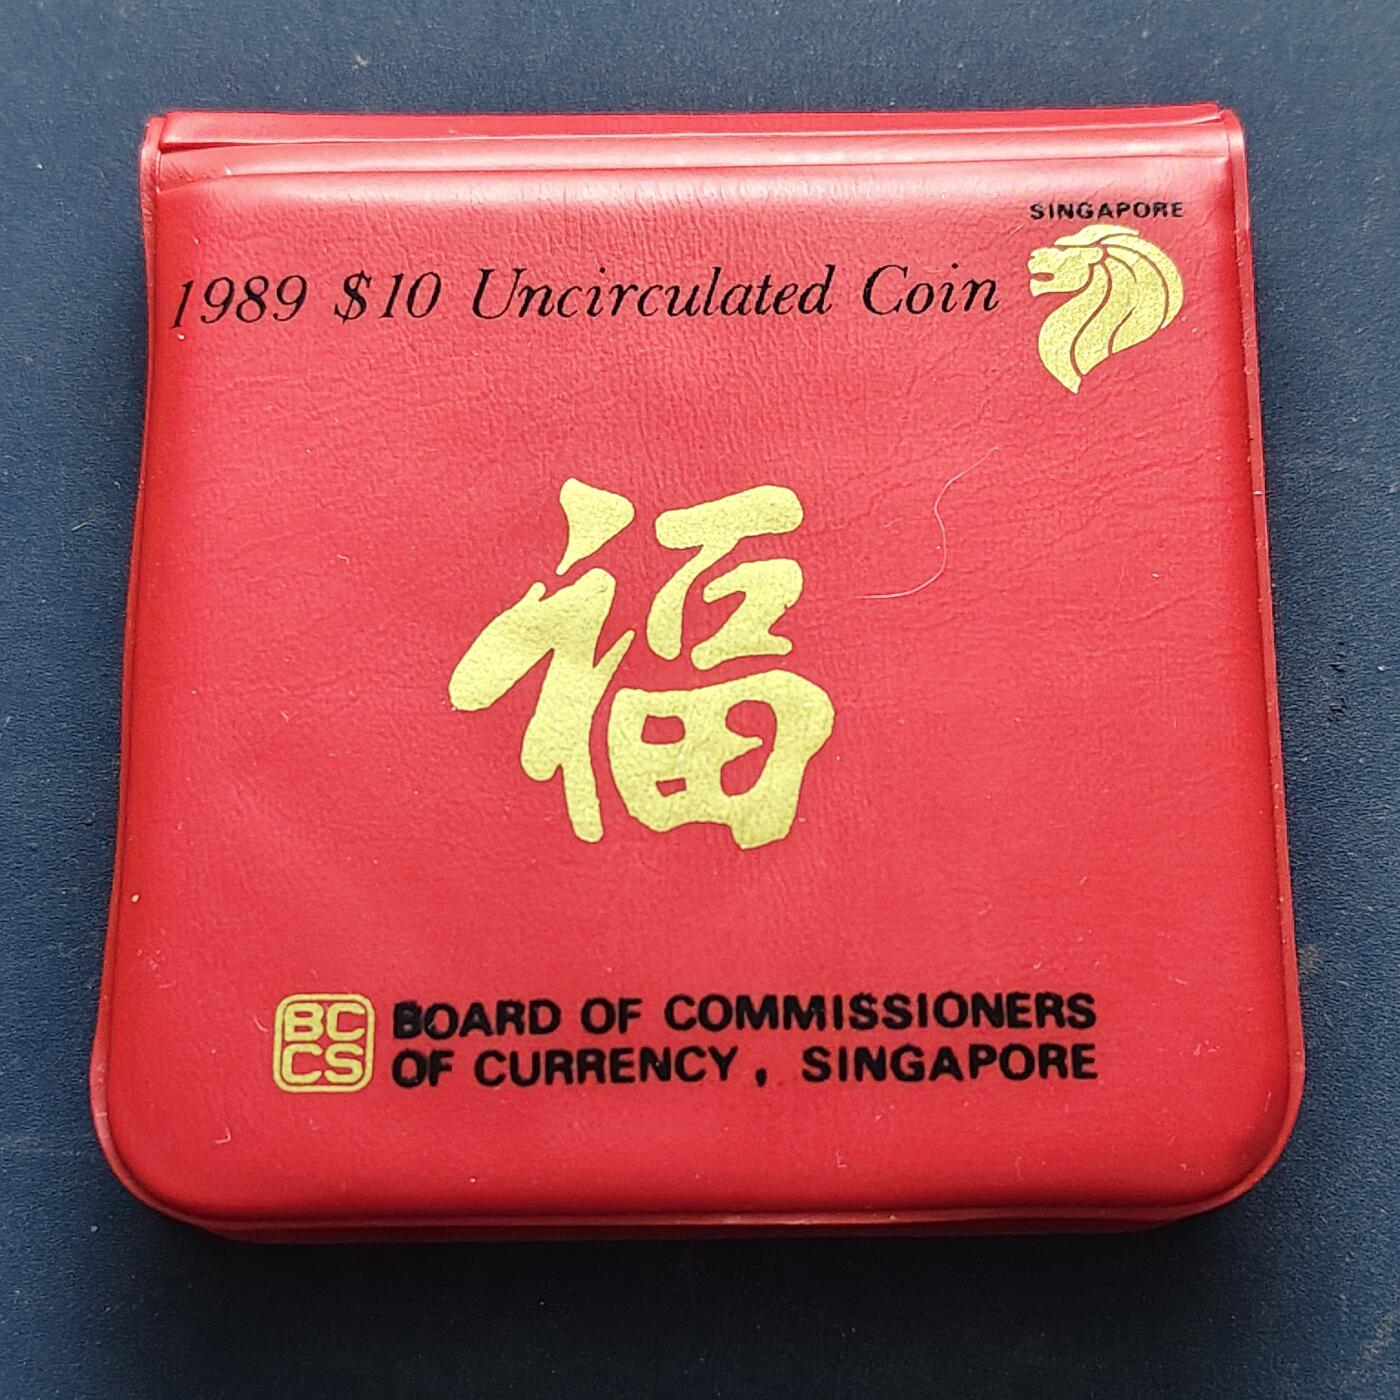 SINGAPORE
1989 $10 Uncirculated Coin
福
BC
CS
BOARD OF COMMISSIONERS
OF CURRENCY, SINGAPORE